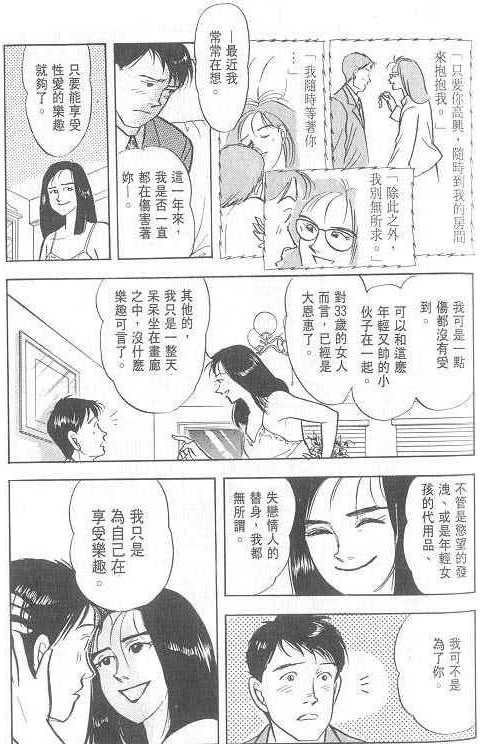 「只要你高興，隨時到我的房間
來抱抱我。」
「我隨時等著你
…」
「除此之外，
我別無所求。」
—最近我
常常在想。
這一年來，
我是否一直
都在傷害著
妳—。
只要能享受
性愛的樂趣
就夠了。
我可是一點
傷都沒有受
到。
可以和這麼
年輕又帥的小
伙子在一起。
對33歲的女人
而言，已經是
大恩惠了。
其他的，
我只是一整天
呆呆坐在畫廊
之中，沒什麼
樂趣可言了。
不管是慾望的發
洩、或是年輕女
孩的代用品、
失戀情人的
替身，我都
無所謂。
我可不是
為了你。
我只是
為自己在
享受樂趣。